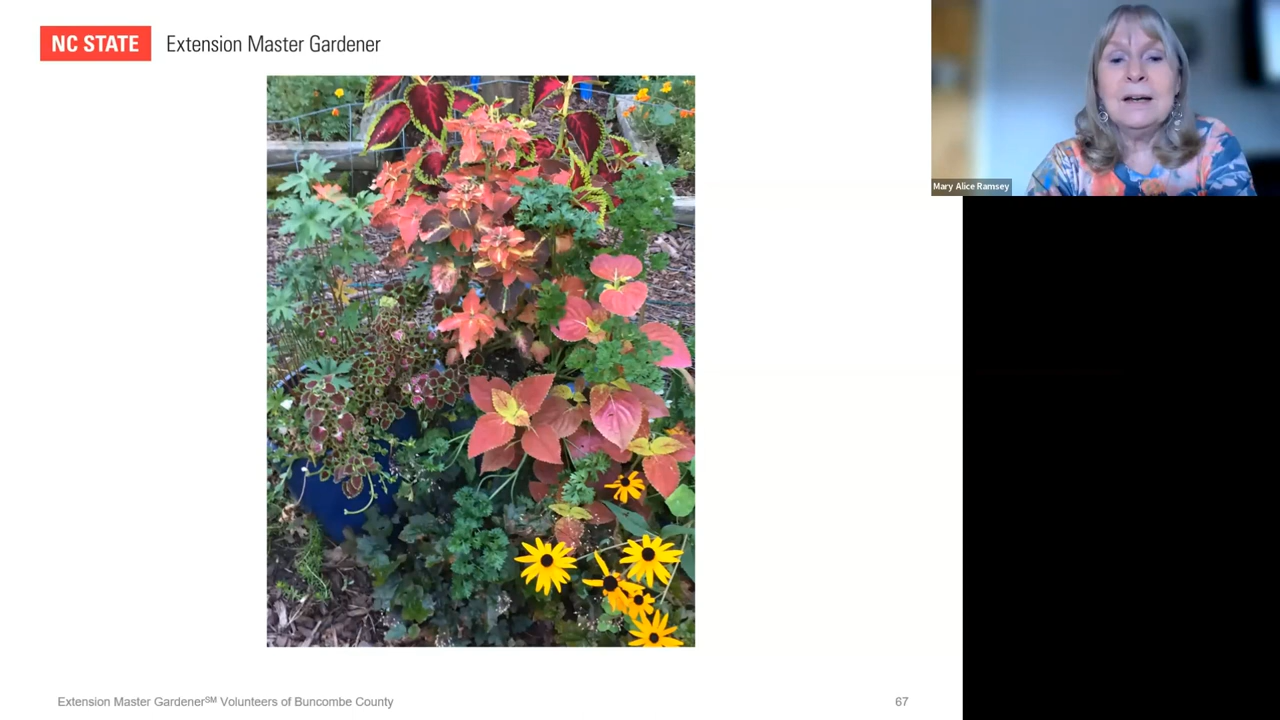 NC STATE Extension Master Gardener
Mary Alice Ramsey
Extension Master Gardener℠ Volunteers of Buncombe County 67